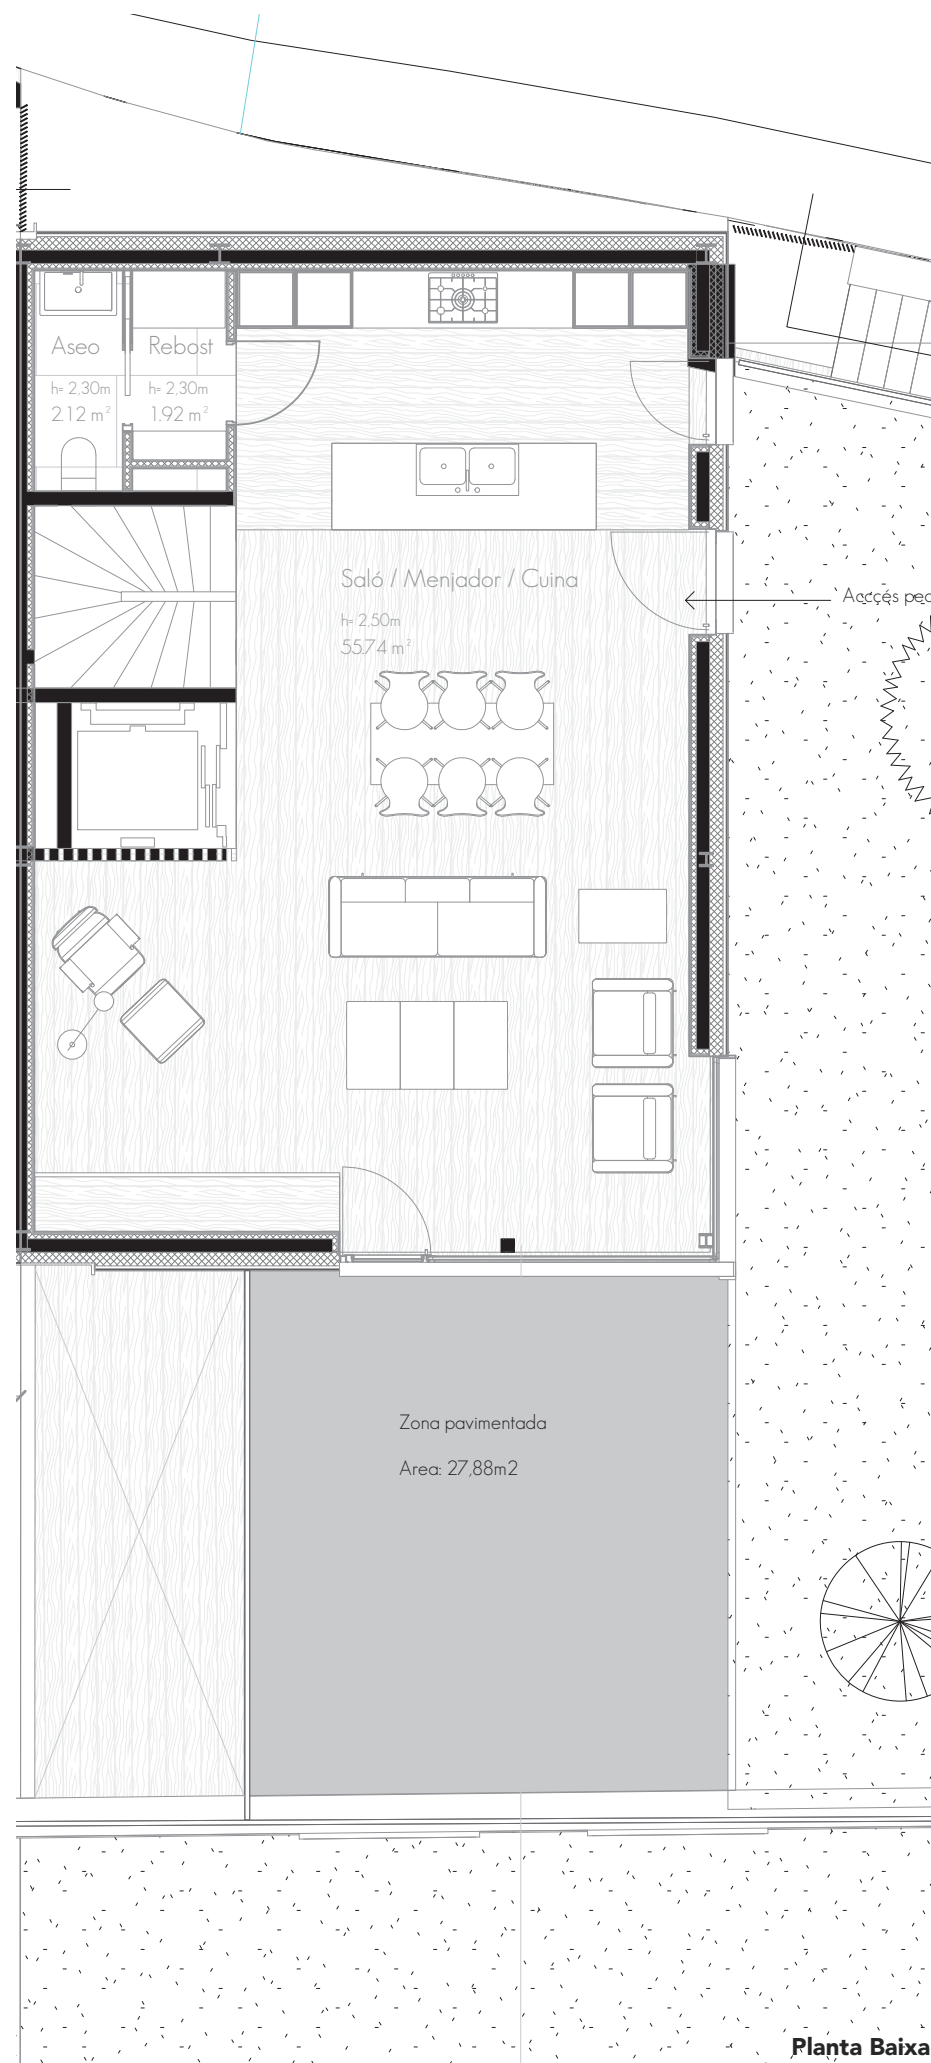 Aseo
h= 2,30m
2.12 m²
Rebost
h= 2,30m
1.92 m²
Saló / Menjador / Cuina
h= 2,50m
55.74 m²
Acccés
Zona pavimentada
Area: 27,88m2
Planta Baixa